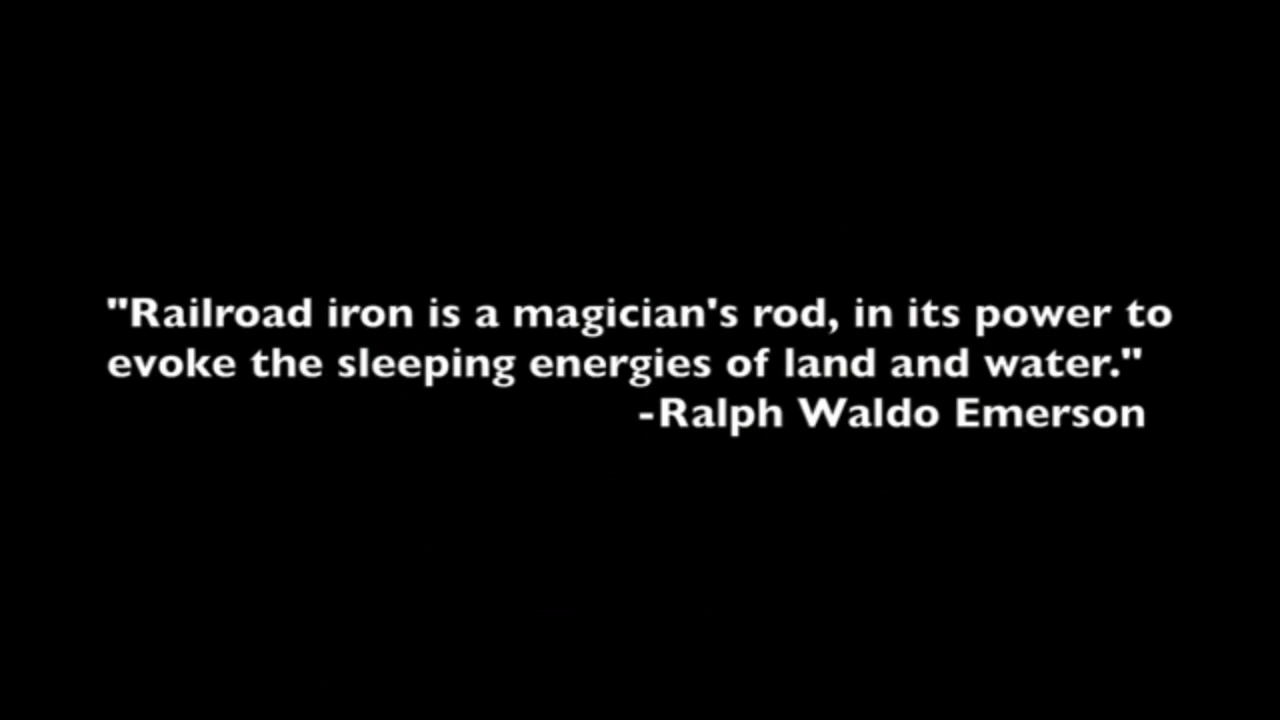 "Railroad iron is a magician's rod, in its power to
evoke the sleeping energies of land and water."
-Ralph Waldo Emerson